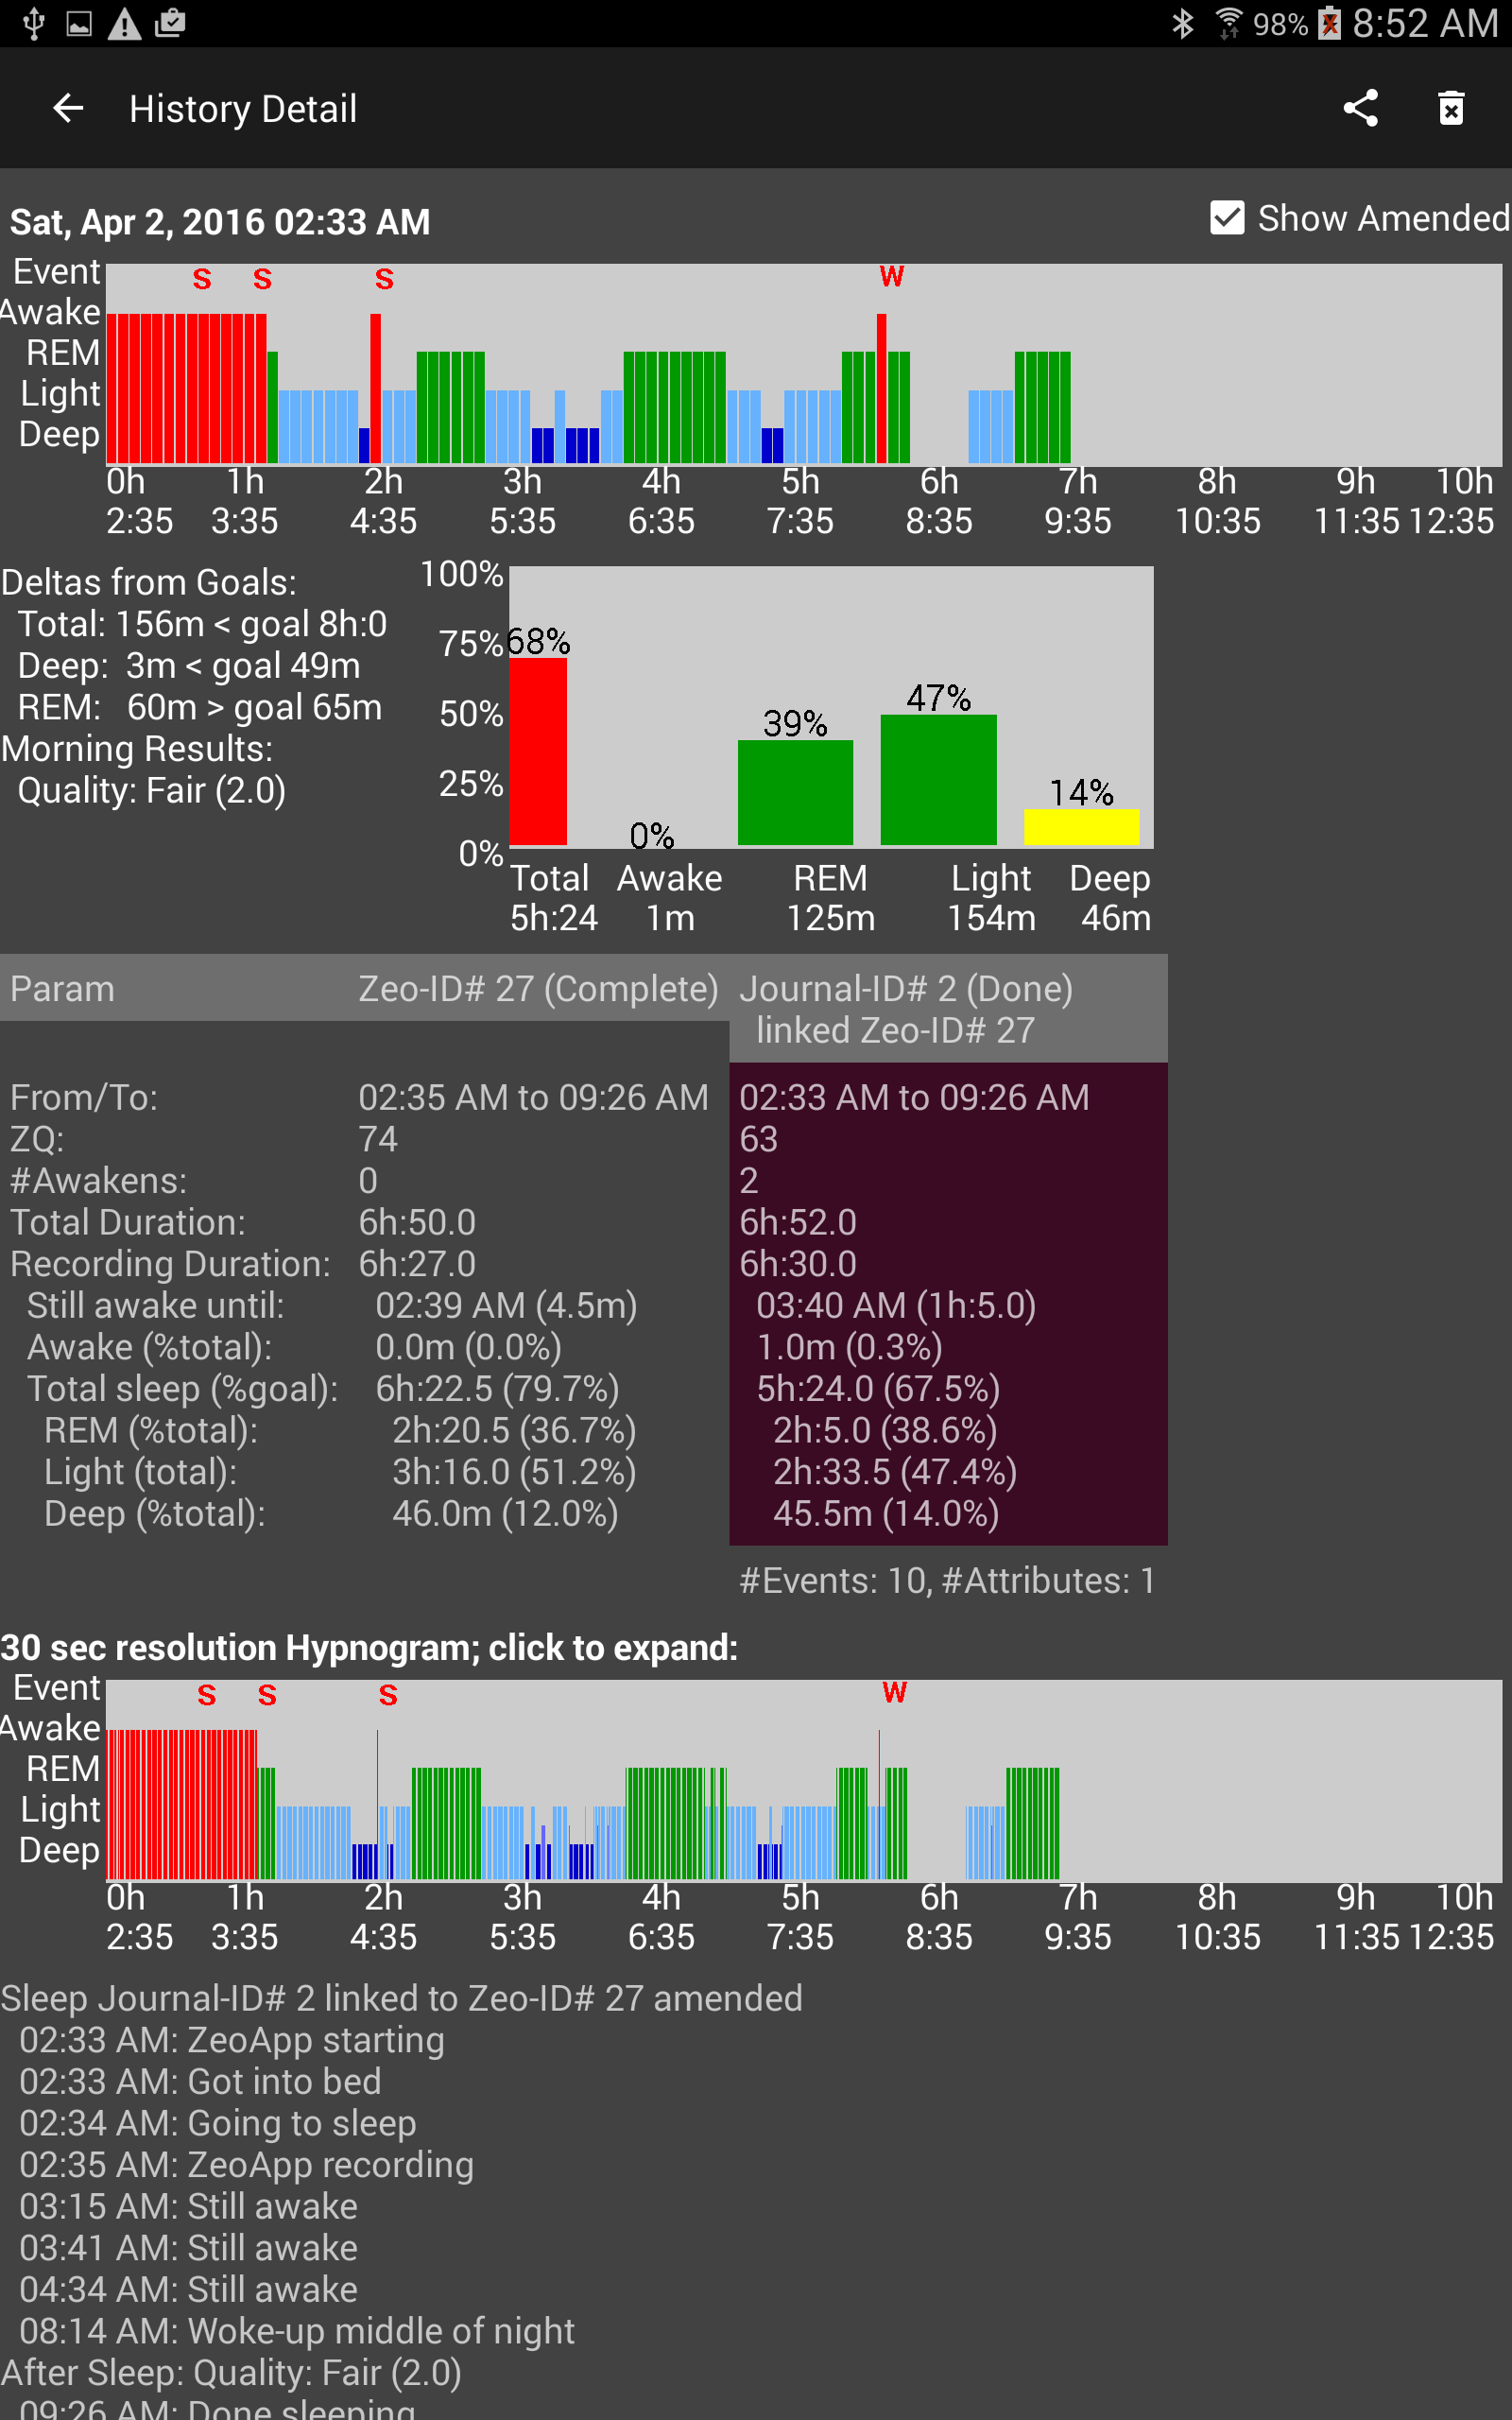 98% 8:52 AM
History Detail
Sat, Apr 2, 2016 02:33 AM
Show Amended
Event S S S W
Awake
REM
Light
Deep
0h 1h 2h 3h 4h 5h 6h 7h 8h 9h 10h
2:35 3:35 4:35 5:35 6:35 7:35 8:35 9:35 10:35 11:35 12:35
Deltas from Goals:
Total: 156m < goal 8h:0
Deep: 3m < goal 49m
REM: 60m > goal 65m
Morning Results:
Quality: Fair (2.0)
100%
75%
50%
25%
0%
68%
0%
39%
47%
14%
Total Awake REM Light Deep
5h:24 1m 125m 154m 46m
Param Zeo-ID# 27 (Complete) Journal-ID# 2 (Done)
linked Zeo-ID# 27
From/To: 02:35 AM to 09:26 AM 02:33 AM to 09:26 AM
ZQ: 74 63
#Awakens: 0 2
Total Duration: 6h:50.0 6h:52.0
Recording Duration: 6h:27.0 6h:30.0
Still awake until: 02:39 AM (4.5m) 03:40 AM (1h:5.0)
Awake (%total): 0.0m (0.0%) 1.0m (0.3%)
Total sleep (%goal): 6h:22.5 (79.7%) 5h:24.0 (67.5%)
REM (%total): 2h:20.5 (36.7%) 2h:5.0 (38.6%)
Light (total): 3h:16.0 (51.2%) 2h:33.5 (47.4%)
Deep (%total): 46.0m (12.0%) 45.5m (14.0%)
#Events: 10, #Attributes: 1
30 sec resolution Hypnogram; click to expand:
Event S S S W
Awake
REM
Light
Deep
0h 1h 2h 3h 4h 5h 6h 7h 8h 9h 10h
2:35 3:35 4:35 5:35 6:35 7:35 8:35 9:35 10:35 11:35 12:35
Sleep Journal-ID# 2 linked to Zeo-ID# 27 amended
02:33 AM: ZeoApp starting
02:33 AM: Got into bed
02:34 AM: Going to sleep
02:35 AM: ZeoApp recording
03:15 AM: Still awake
03:41 AM: Still awake
04:34 AM: Still awake
08:14 AM: Woke-up middle of night
After Sleep: Quality: Fair (2.0)
09:26 AM: Done sleeping